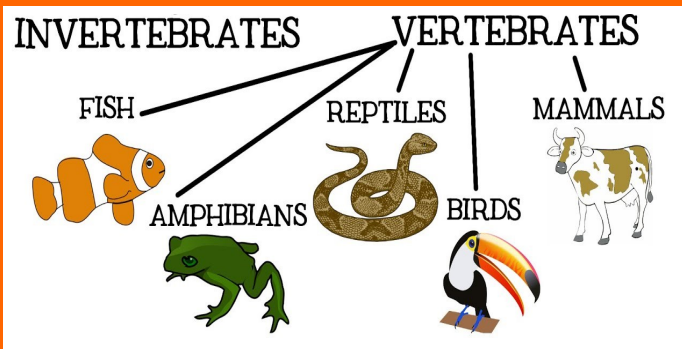 INVERTEBRATES
VERTEBRATES
FISH
REPTILES
MAMMALS
AMPHIBIANS
BIRDS